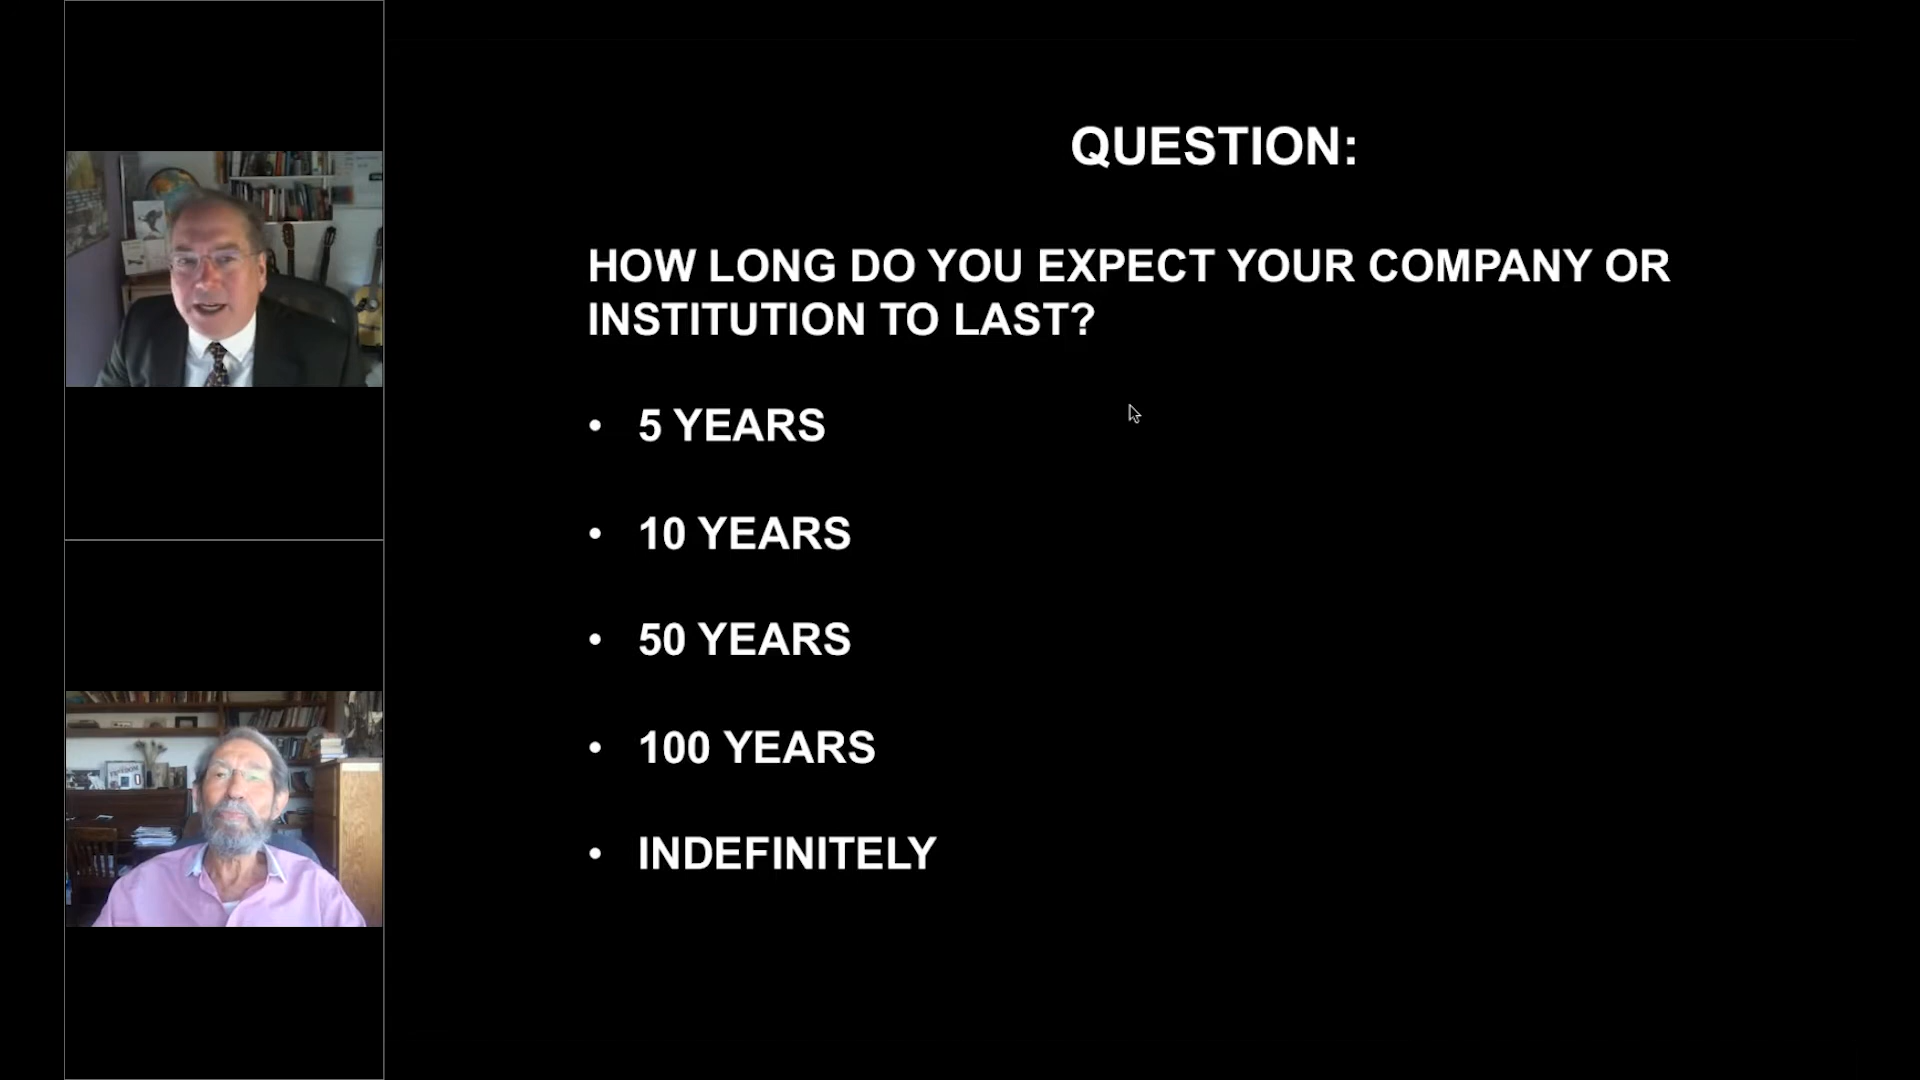 QUESTION:
HOW LONG DO YOU EXPECT YOUR COMPANY OR
INSTITUTION TO LAST?
• 5 YEARS
• 10 YEARS
• 50 YEARS
• 100 YEARS
• INDEFINITELY